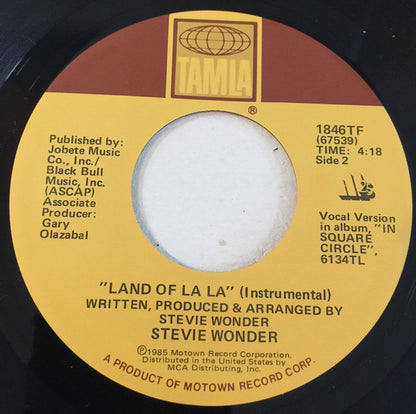 TAMLA
®
Published by:
Jobete Music
Co., Inc./
Black Bull
Music, Inc.
(ASCAP)
Associate
Producer:
Gary
Olazabal
1846TF
(67539)
TIME: 4:18
Side 2
Vocal Version
in album, "IN
SQUARE
CIRCLE",
6134TL
"LAND OF LA LA" (Instrumental)
WRITTEN, PRODUCED & ARRANGED BY
STEVIE WONDER
STEVIE WONDER
℗1985 Motown Record Corporation.
Distributed in the United States by
MCA Distributing, Inc.
A PRODUCT OF MOTOWN RECORD CORP.